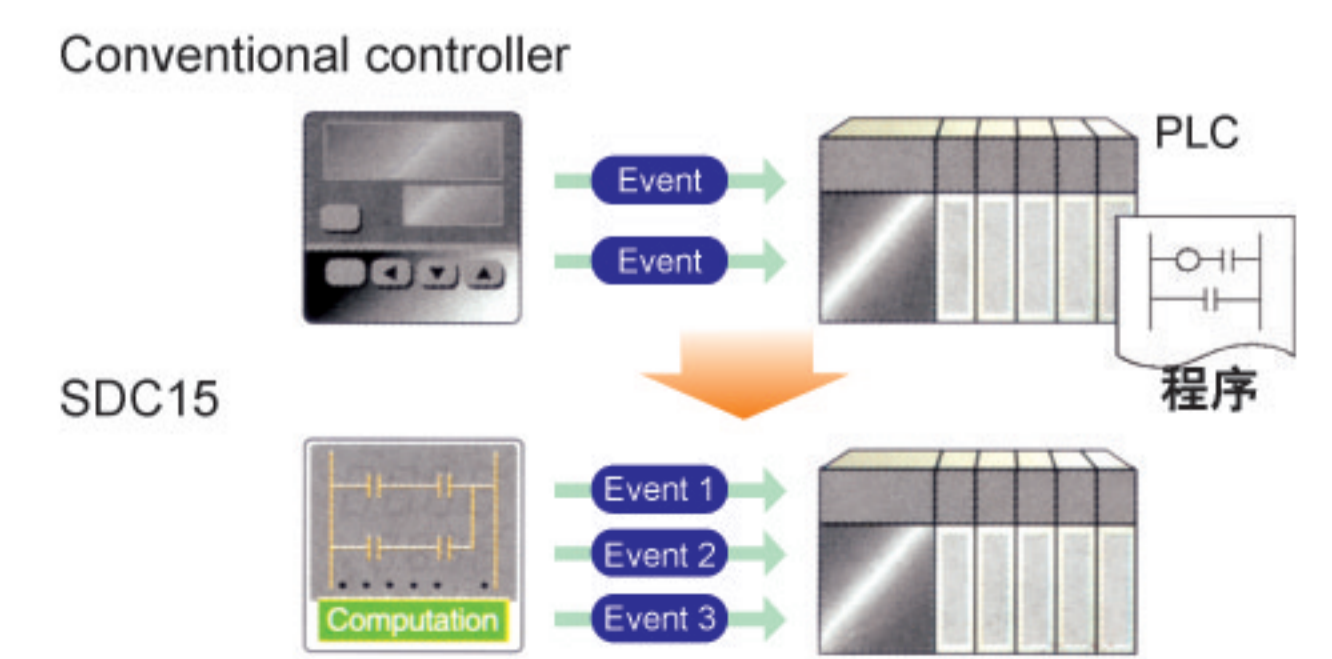 Conventional controller
PLC
Event
Event
程序
SDC15
Event 1
Event 2
Event 3
Computation